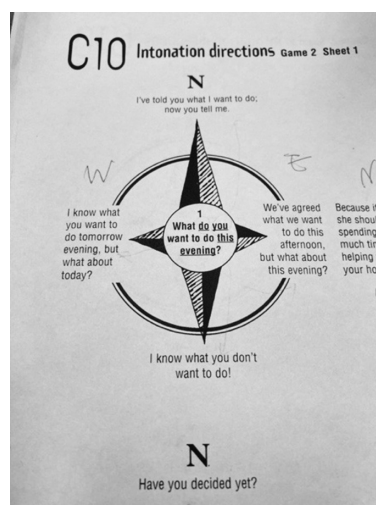 C10 Intonation directions Game 2 Sheet 1
N
I've told you what I want to do;
now you tell me.
W
E
I know what
you want to
do tomorrow
evening, but
what about
today?
1
What do you
want to do this
evening?
We've agreed
what we want
to do this
afternoon,
but what about
this evening?
Because
she
spending
much
helping
your
I know what you don't
want to do!
N
Have you decided yet?